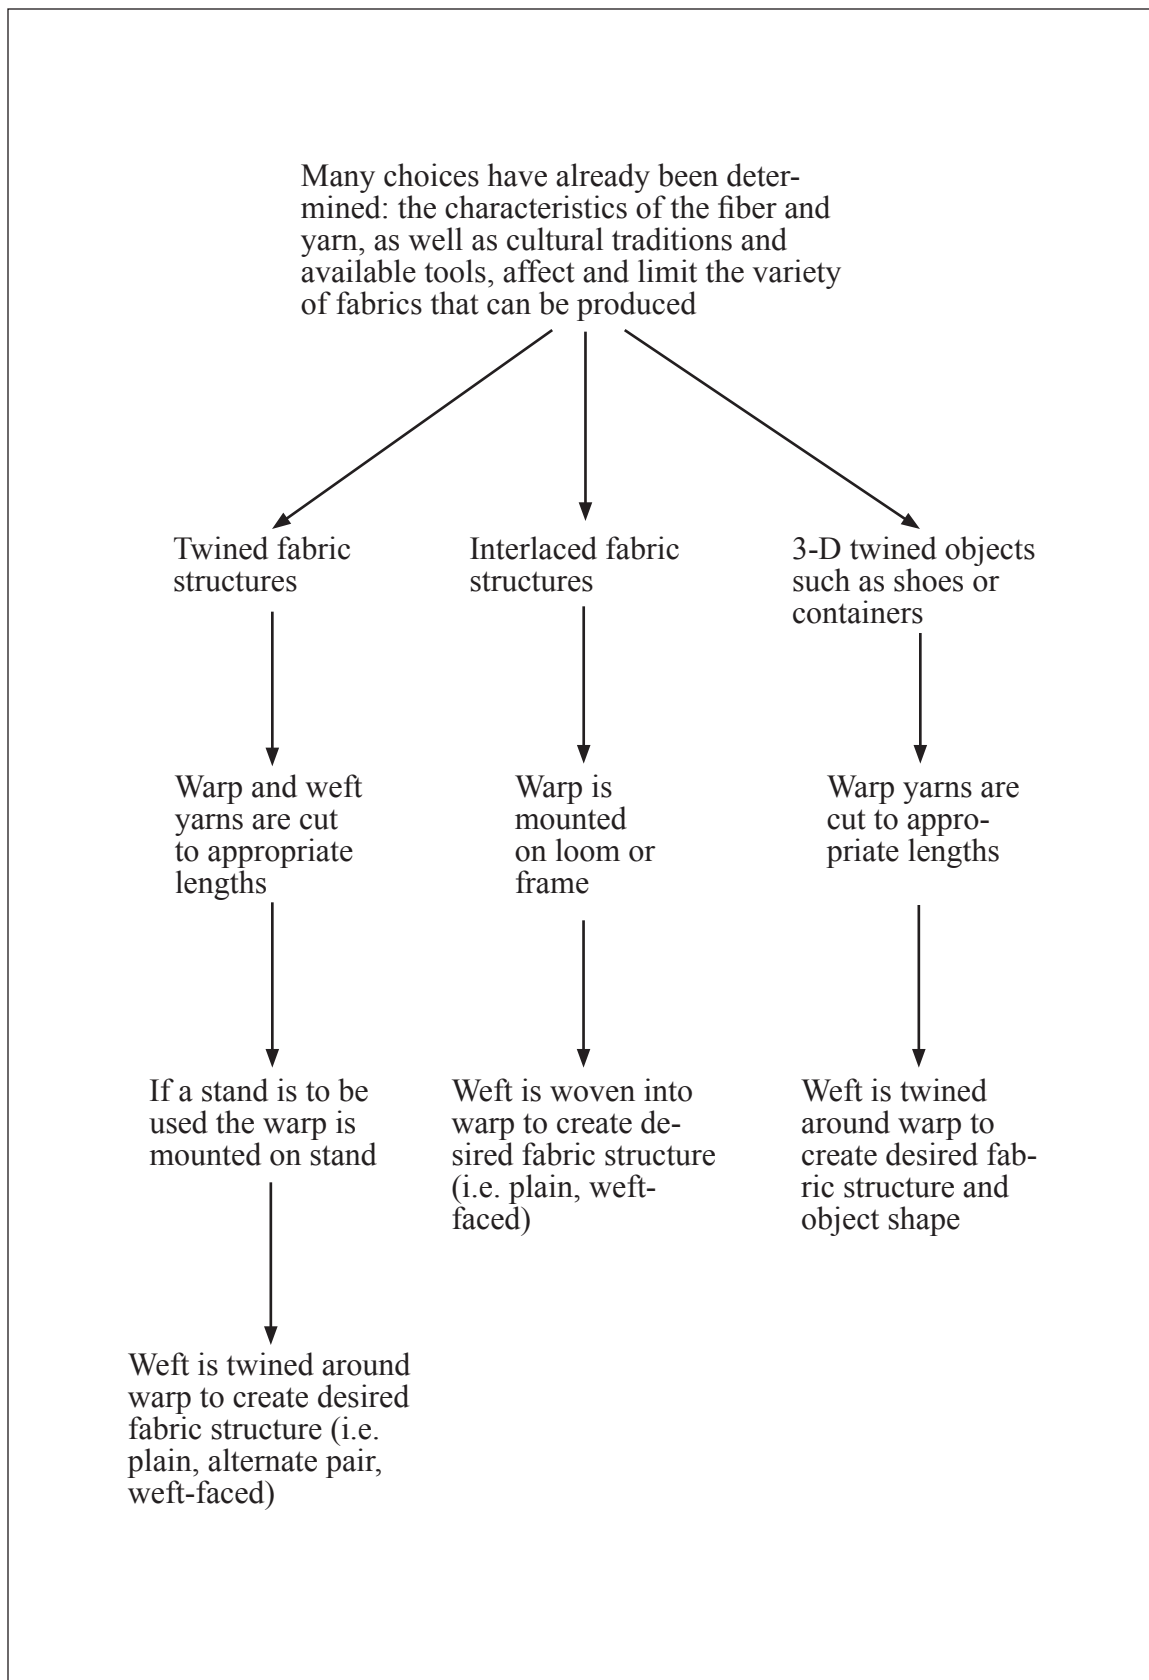 Many choices have already been deter-
mined: the characteristics of the fiber and
yarn, as well as cultural traditions and
available tools, affect and limit the variety
of fabrics that can be produced
Twined fabric
structures
Interlaced fabric
structures
3-D twined objects
such as shoes or
containers
Warp and weft
yarns are cut
to appropriate
lengths
Warp is
mounted
on loom or
frame
Warp yarns are
cut to appro-
priate lengths
If a stand is to be
used the warp is
mounted on stand
Weft is woven into
warp to create de-
sired fabric structure
(i.e. plain, weft-
faced)
Weft is twined
around warp to
create desired fab-
ric structure and
object shape
Weft is twined around
warp to create desired
fabric structure (i.e.
plain, alternate pair,
weft-faced)